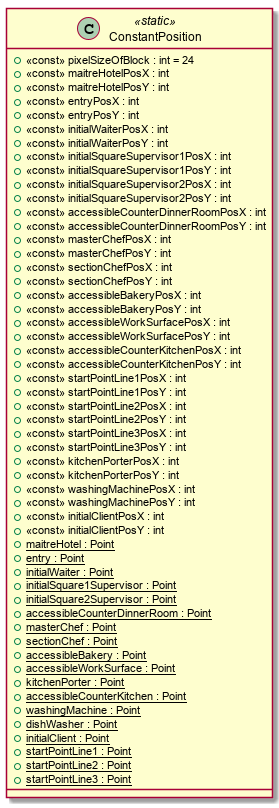 «static»
C ConstantPosition
«const» pixelSizeOfBlock : int = 24
«const» maitreHotelPosX : int
«const» maitreHotelPosY : int
«const» entryPosX : int
«const» entryPosY : int
«const» initialWaiterPosX : int
«const» initialWaiterPosY : int
«const» initialSquareSupervisor1PosX : int
«const» initialSquareSupervisor1PosY : int
«const» initialSquareSupervisor2PosX : int
«const» initialSquareSupervisor2PosY : int
«const» accessibleCounterDinnerRoomPosX : int
«const» accessibleCounterDinnerRoomPosY : int
«const» masterChefPosX : int
«const» masterChefPosY : int
«const» sectionChefPosX : int
«const» sectionChefPosY : int
«const» accessibleBakeryPosX : int
«const» accessibleBakeryPosY : int
«const» accessibleWorkSurfacePosX : int
«const» accessibleWorkSurfacePosY : int
«const» accessibleCounterKitchenPosX : int
«const» accessibleCounterKitchenPosY : int
«const» startPointLine1PosX : int
«const» startPointLine1PosY : int
«const» startPointLine2PosX : int
«const» startPointLine2PosY : int
«const» startPointLine3PosX : int
«const» startPointLine3PosY : int
«const» kitchenPorterPosX : int
«const» kitchenPorterPosY : int
«const» washingMachinePosX : int
«const» washingMachinePosY : int
«const» initialClientPosX : int
«const» initialClientPosY : int
maitreHotel : Point
entry : Point
initialWaiter : Point
initialSquare1Supervisor : Point
initialSquare2Supervisor : Point
accessibleCounterDinnerRoom : Point
masterChef : Point
sectionChef : Point
accessibleBakery : Point
accessibleWorkSurface : Point
kitchenPorter : Point
accessibleCounterKitchen : Point
washingMachine : Point
dishWasher : Point
initialClient : Point
startPointLine1 : Point
startPointLine2 : Point
startPointLine3 : Point